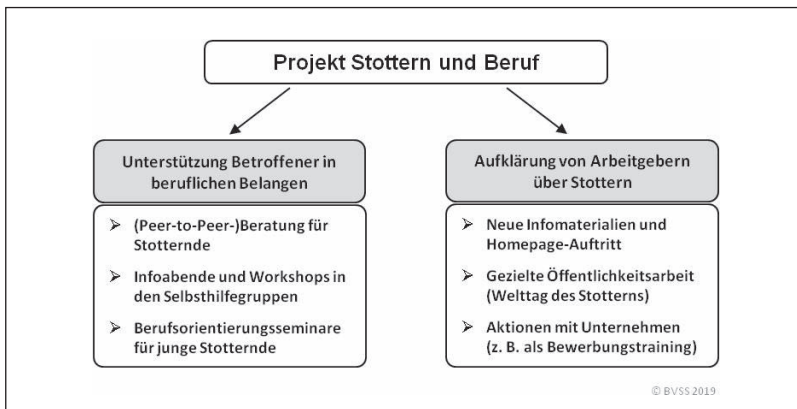 Projekt Stottern und Beruf
Unterstützung Betroffener in
beruflichen Belangen
➢ (Peer-to-Peer-)Beratung für
Stotternde
➢ Infoabende und Workshops in
den Selbsthilfegruppen
➢ Berufsorientierungsseminare
für junge Stotternde
Aufklärung von Arbeitgebern
über Stottern
➢ Neue Infomaterialien und
Homepage-Auftritt
➢ Gezielte Öffentlichkeitsarbeit
(Welttag des Stotterns)
➢ Aktionen mit Unternehmen
(z. B. als Bewerbungstraining)
© BVSS 2019